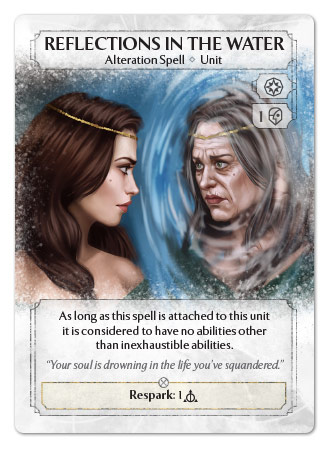 REFLECTIONS IN THE WATER
Alteration Spell ⟡ Unit
1
As long as this spell is attached to this unit
it is considered to have no abilities other
than inexhaustible abilities.
“Your soul is drowning in the life you’ve squandered.”
Respark: 1